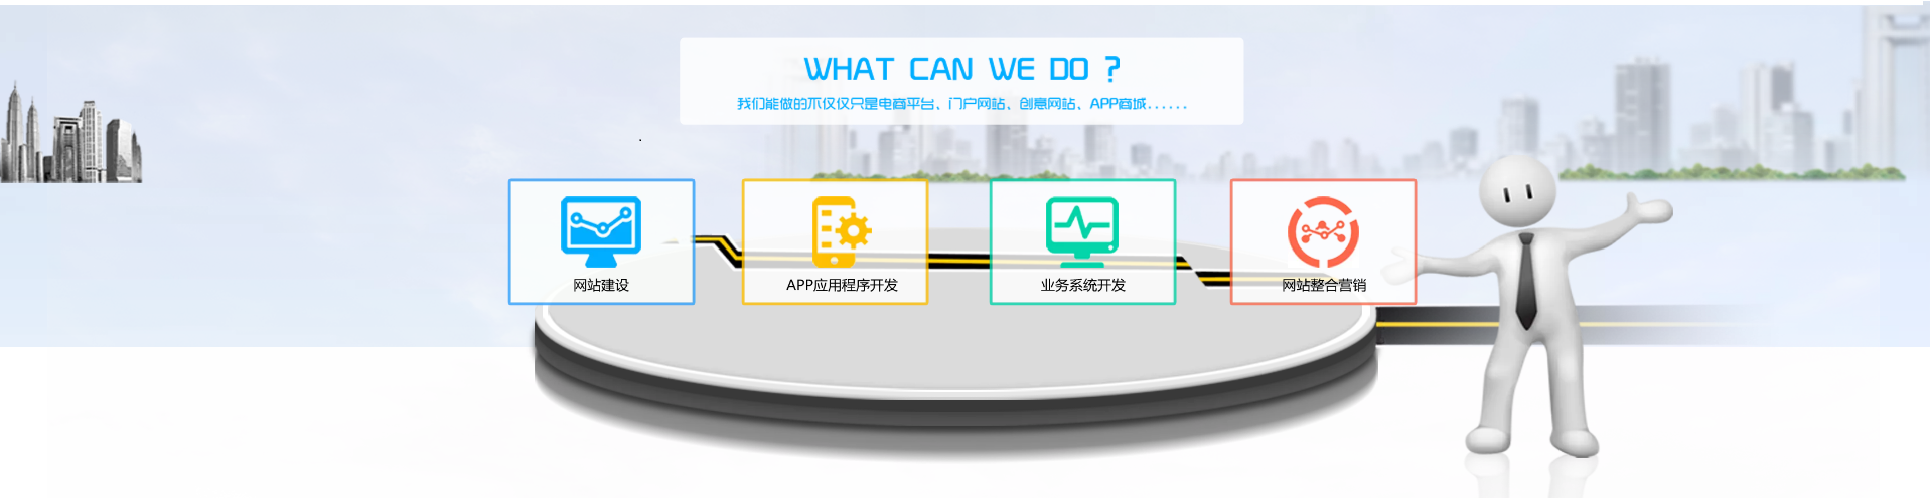 WHAT CAN WE DO ?
我们能做的不仅仅只是电商平台、门户网站、创意网站、APP商城......
网站建设
APP应用程序开发
业务系统开发
网站整合营销